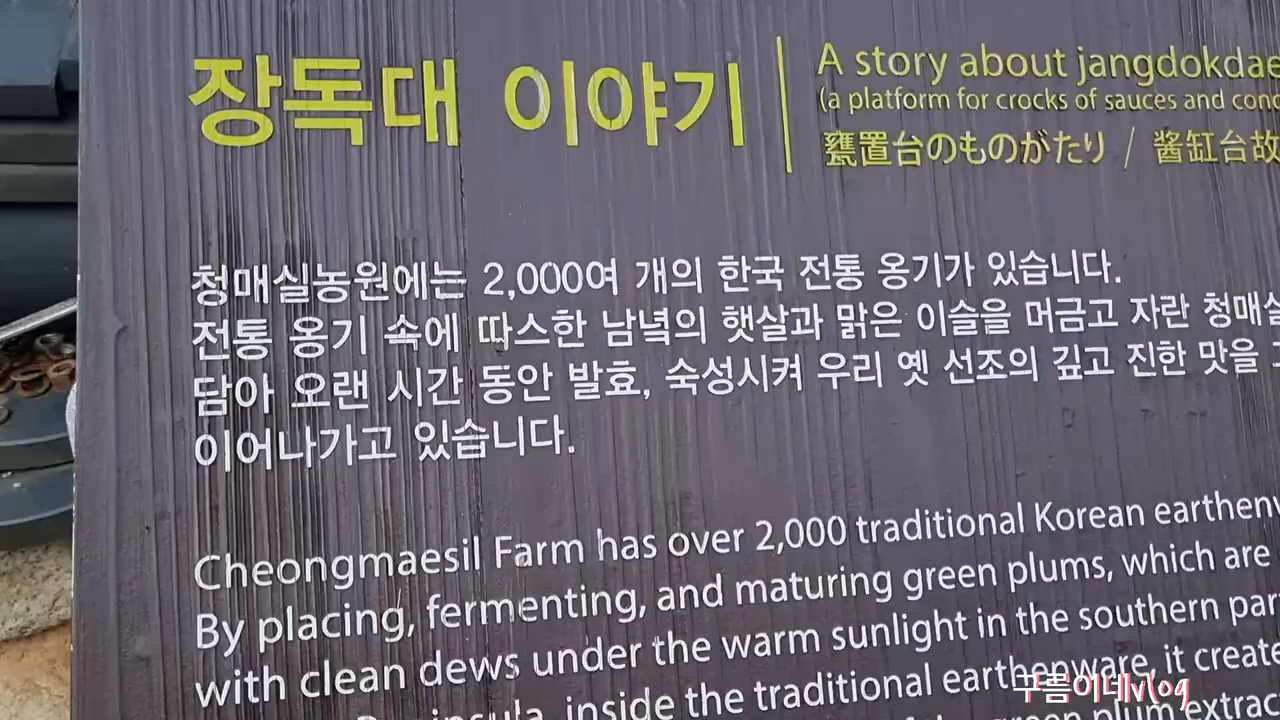 장독대 이야기
A story about jangdokdae
(a platform for crocks of sauces and
甕置台のものがたり / 醬缸台故
청매실농원에는 2,000여 개의 한국 전통 옹기가 있습니다.
전통 옹기 속에 따스한 남녘의 햇살과 맑은 이슬을 머금고 자란
담아 오랜 시간 동안 발효, 숙성시켜 우리 옛 선조의 깊고 진한 맛을
이어나가고 있습니다.
Cheongmaesil Farm has over 2,000 traditional Korean
By placing, fermenting, and maturing green plums, which are
with clean dews under the warm sunlight in the southern
inside the traditional earthenware, it
green plum
구름이네vlog